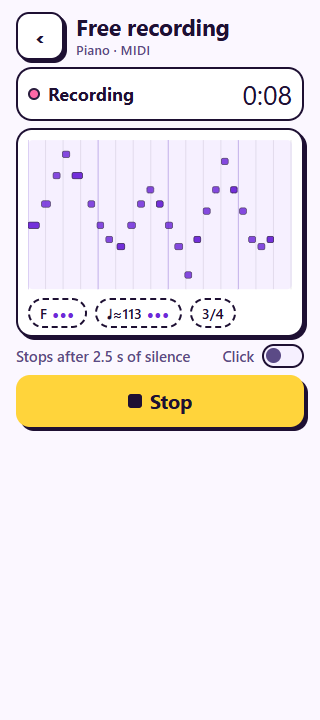 ‹
Free recording
Piano · MIDI
Recording
0:08
F •••
♩≈113 •••
3/4
Stops after 2.5 s of silence
Click
Stop